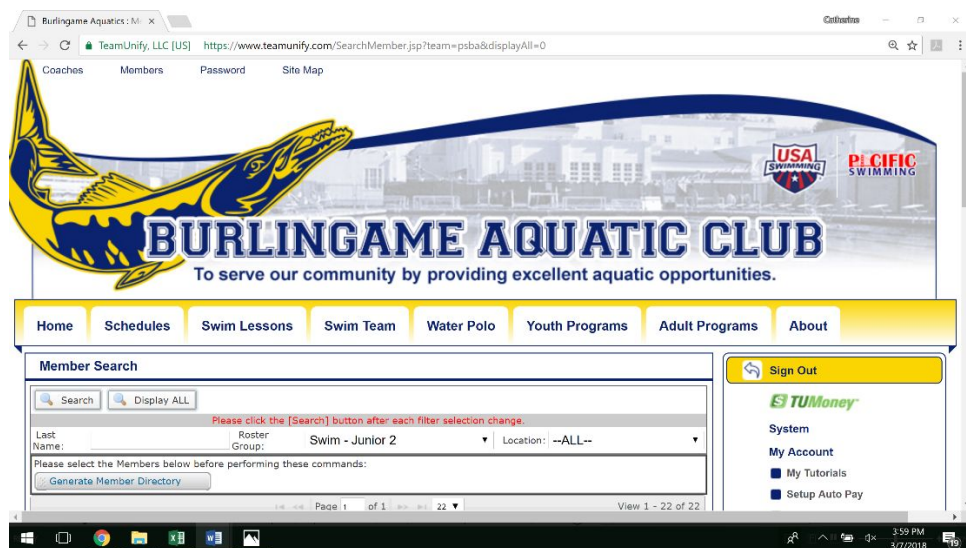 Burlingame Aquatics : M
Catherine
TeamUnify, LLC [US] https://www.teamunify.com/SearchMember.jsp?team=psba&displayAll=0
Coaches Members Password Site Map
USA SWIMMING
PACIFIC SWIMMING
BURLINGAME AQUATIC CLUB
To serve our community by providing excellent aquatic opportunities.
Home Schedules Swim Lessons Swim Team Water Polo Youth Programs Adult Programs About
Member Search
Search Display ALL
Please click the [Search] button after each filter selection change.
Last Name: Roster Group: Swim - Junior 2 Location: --ALL--
Please select the Members below before performing these commands:
Generate Member Directory
Page 1 of 1 22 View 1 - 22 of 22
Sign Out
TUMoney
System
My Account
My Tutorials
Setup Auto Pay
3:59 PM
3/7/2018
19